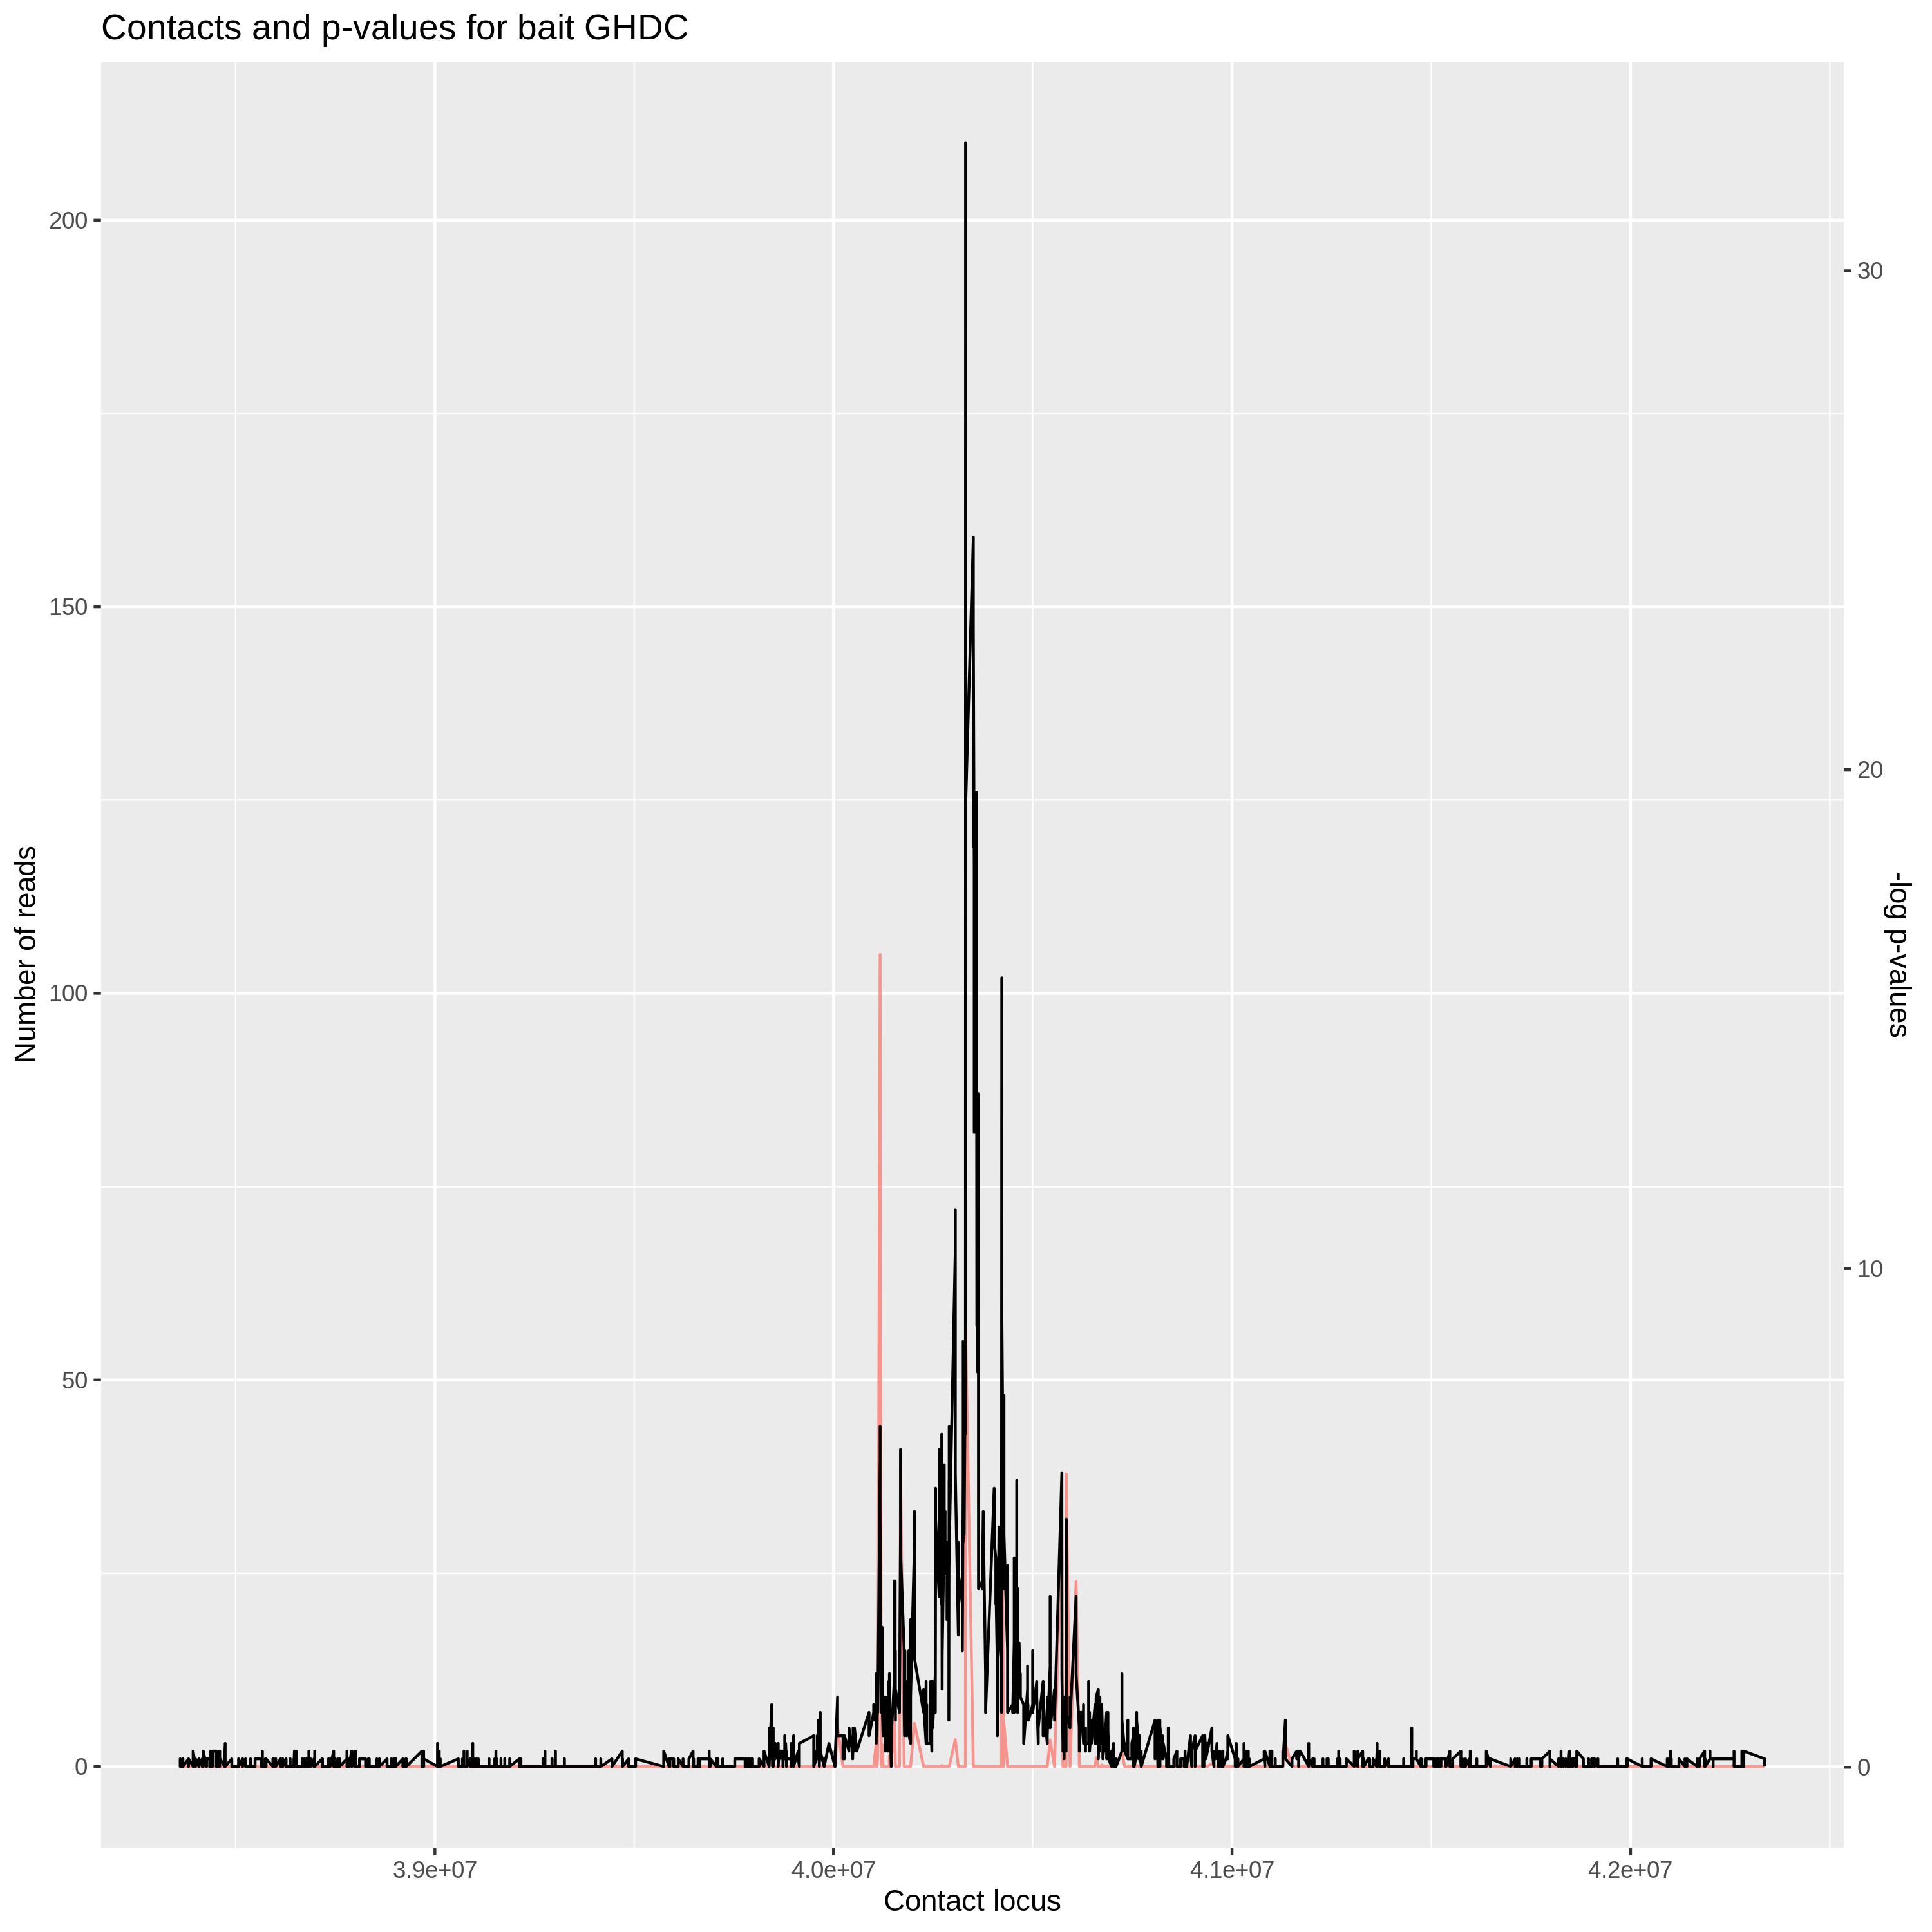 Contacts and p-values for bait GHDC
200
150
100
50
0
Number of reads
30
20
10
0
-log p-values
3.9e+07
4.0e+07
4.1e+07
4.2e+07
Contact locus